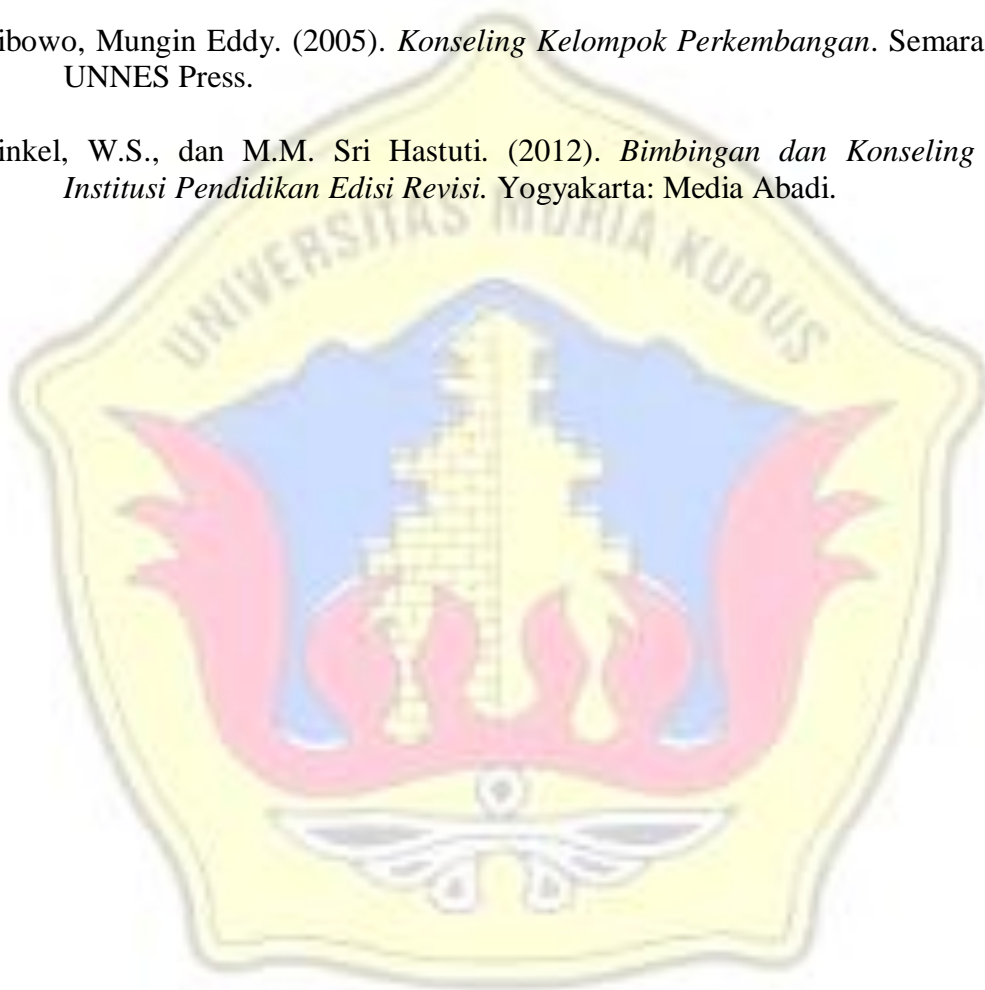 ibowo, Mungin Eddy. (2005). Konseling Kelompok Perkembangan. Semara
UNNES Press.
inkel, W.S., dan M.M. Sri Hastuti. (2012). Bimbingan dan Konseling
Institusi Pendidikan Edisi Revisi. Yogyakarta: Media Abadi.
UNIVERSITAS MURIA KUDUS